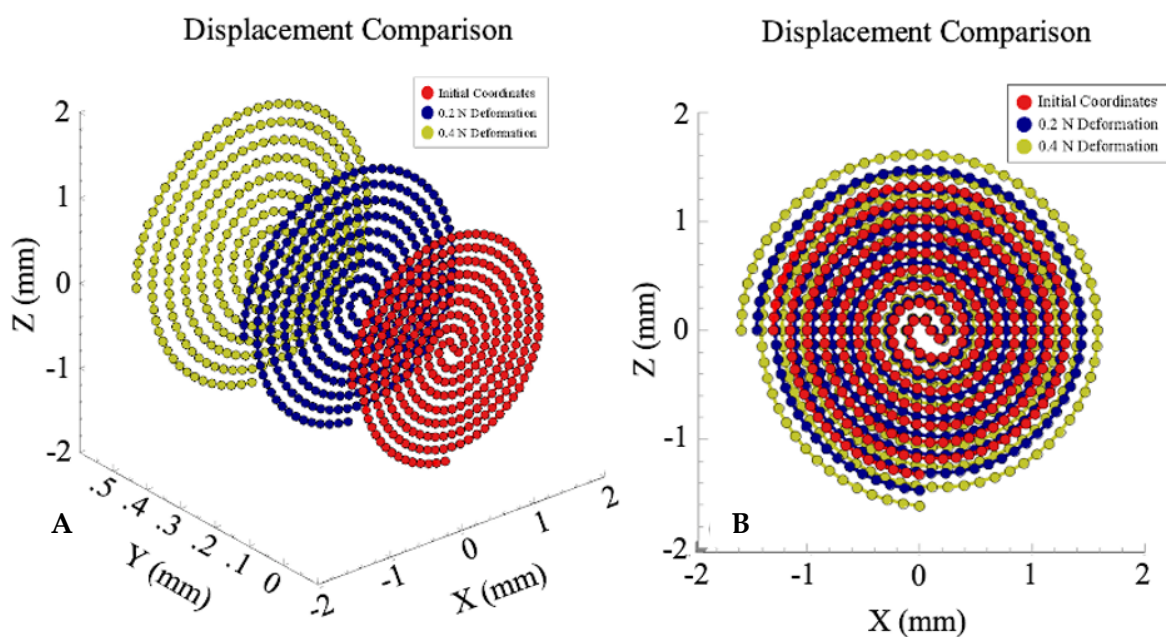 Displacement Comparison
Initial Coordinates
0.2 N Deformation
0.4 N Deformation
2
1
0
-1
-2
Z (mm)
.5
.4
.3
.2
.1
0
Y (mm)
-2
-1
0
1
2
X (mm)
A
Displacement Comparison
Initial Coordinates
0.2 N Deformation
0.4 N Deformation
2
1
0
-1
-2
Z (mm)
-2
-1
0
1
2
X (mm)
B